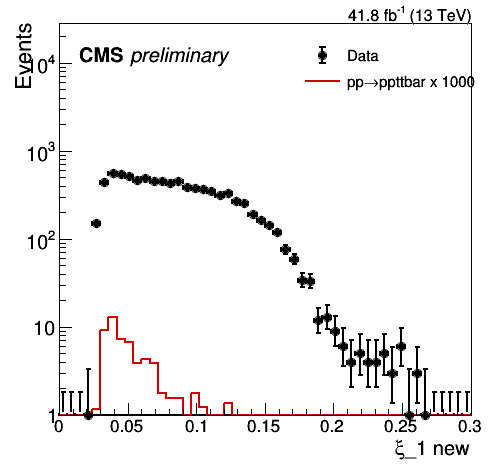 41.8 fb⁻¹ (13 TeV)
Events
CMS preliminary
Data
pp→ppttbar x 1000
10⁴
10³
10²
10
1
0 0.05 0.1 0.15 0.2 0.25 0.3
ξ_1 new